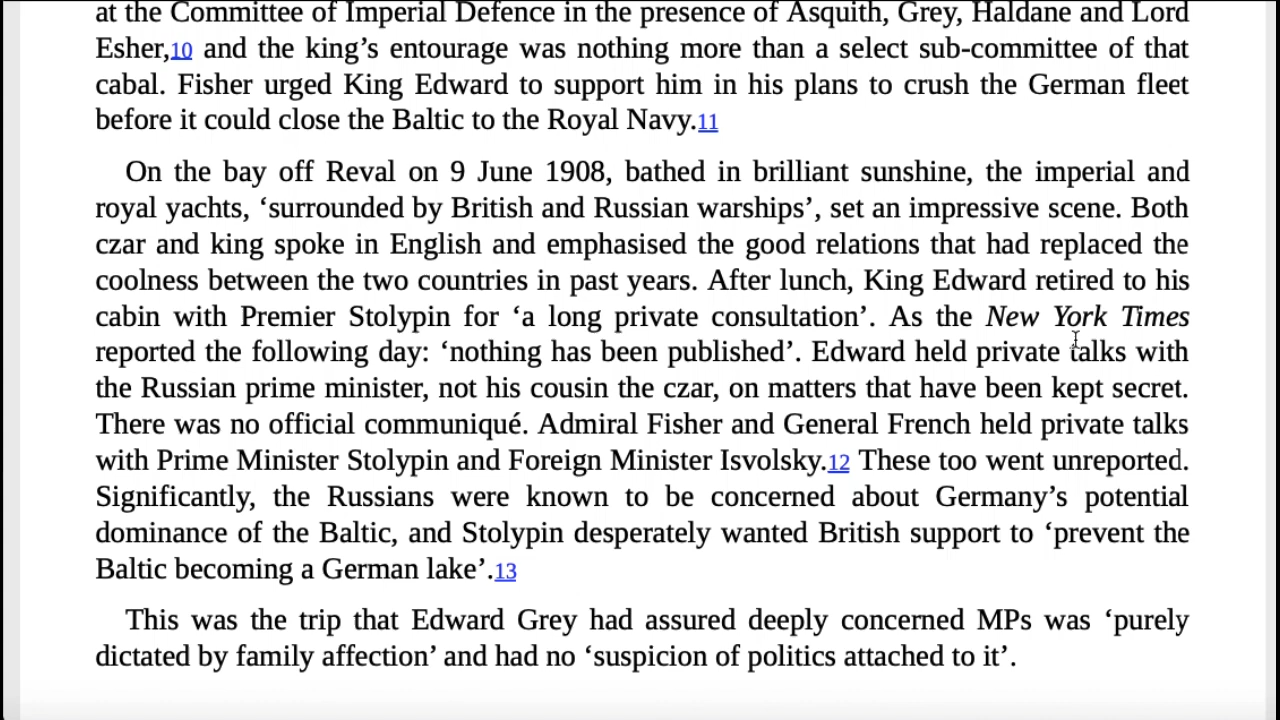 at the Committee of Imperial Defence in the presence of Asquith, Grey, Haldane and Lord
Esher,10 and the king’s entourage was nothing more than a select sub-committee of that
cabal. Fisher urged King Edward to support him in his plans to crush the German fleet
before it could close the Baltic to the Royal Navy.11
On the bay off Reval on 9 June 1908, bathed in brilliant sunshine, the imperial and
royal yachts, ‘surrounded by British and Russian warships’, set an impressive scene. Both
czar and king spoke in English and emphasised the good relations that had replaced the
coolness between the two countries in past years. After lunch, King Edward retired to his
cabin with Premier Stolypin for ‘a long private consultation’. As the New York Times
reported the following day: ‘nothing has been published’. Edward held private talks with
the Russian prime minister, not his cousin the czar, on matters that have been kept secret.
There was no official communiqué. Admiral Fisher and General French held private talks
with Prime Minister Stolypin and Foreign Minister Isvolsky.12 These too went unreported.
Significantly, the Russians were known to be concerned about Germany’s potential
dominance of the Baltic, and Stolypin desperately wanted British support to ‘prevent the
Baltic becoming a German lake’.13
This was the trip that Edward Grey had assured deeply concerned MPs was ‘purely
dictated by family affection’ and had no ‘suspicion of politics attached to it’.